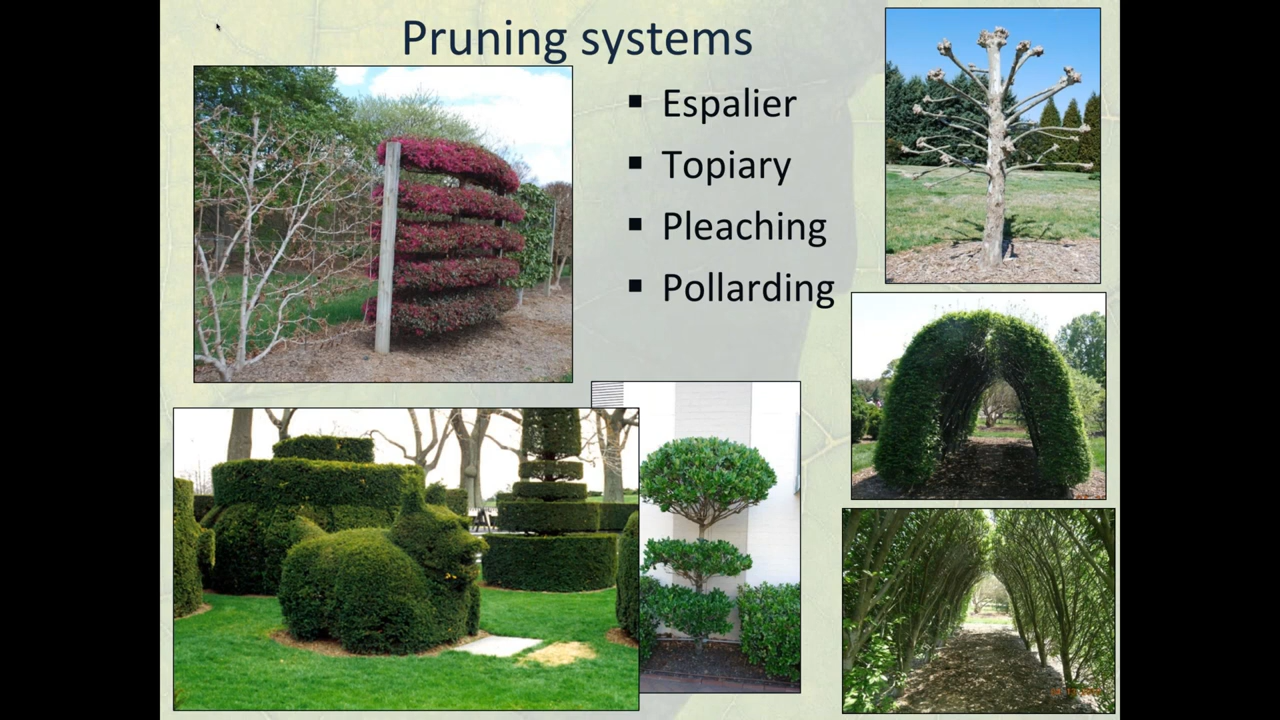 Pruning systems
▪ Espalier
▪ Topiary
▪ Pleaching
▪ Pollarding